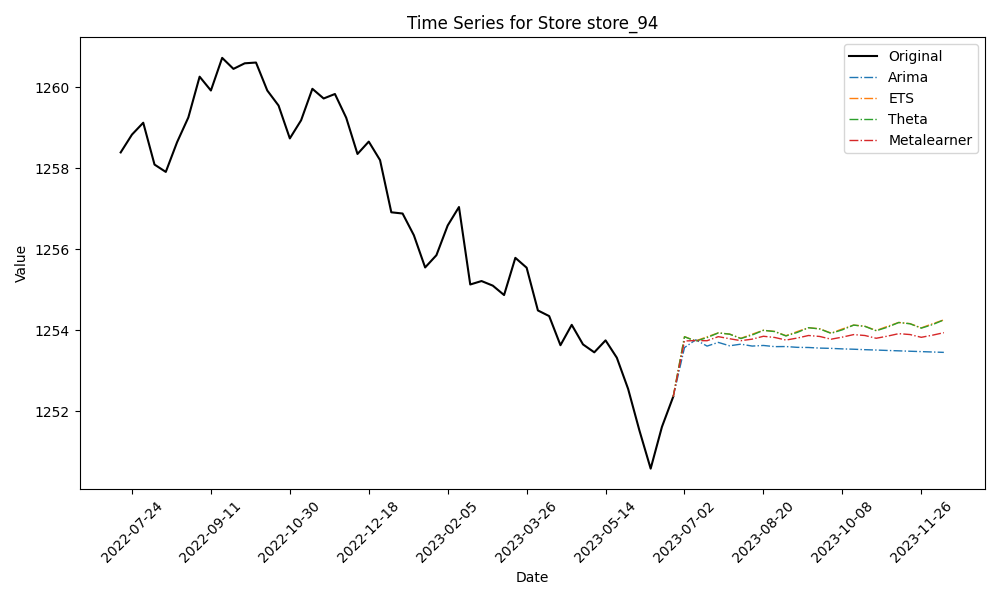 Time Series for Store store_94
Original
Arima
ETS
Theta
Metalearner
Value
1260
1258
1256
1254
1252
2022-07-24
2022-09-11
2022-10-30
2022-12-18
2023-02-05
2023-03-26
2023-05-14
2023-07-02
2023-08-20
2023-10-08
2023-11-26
Date